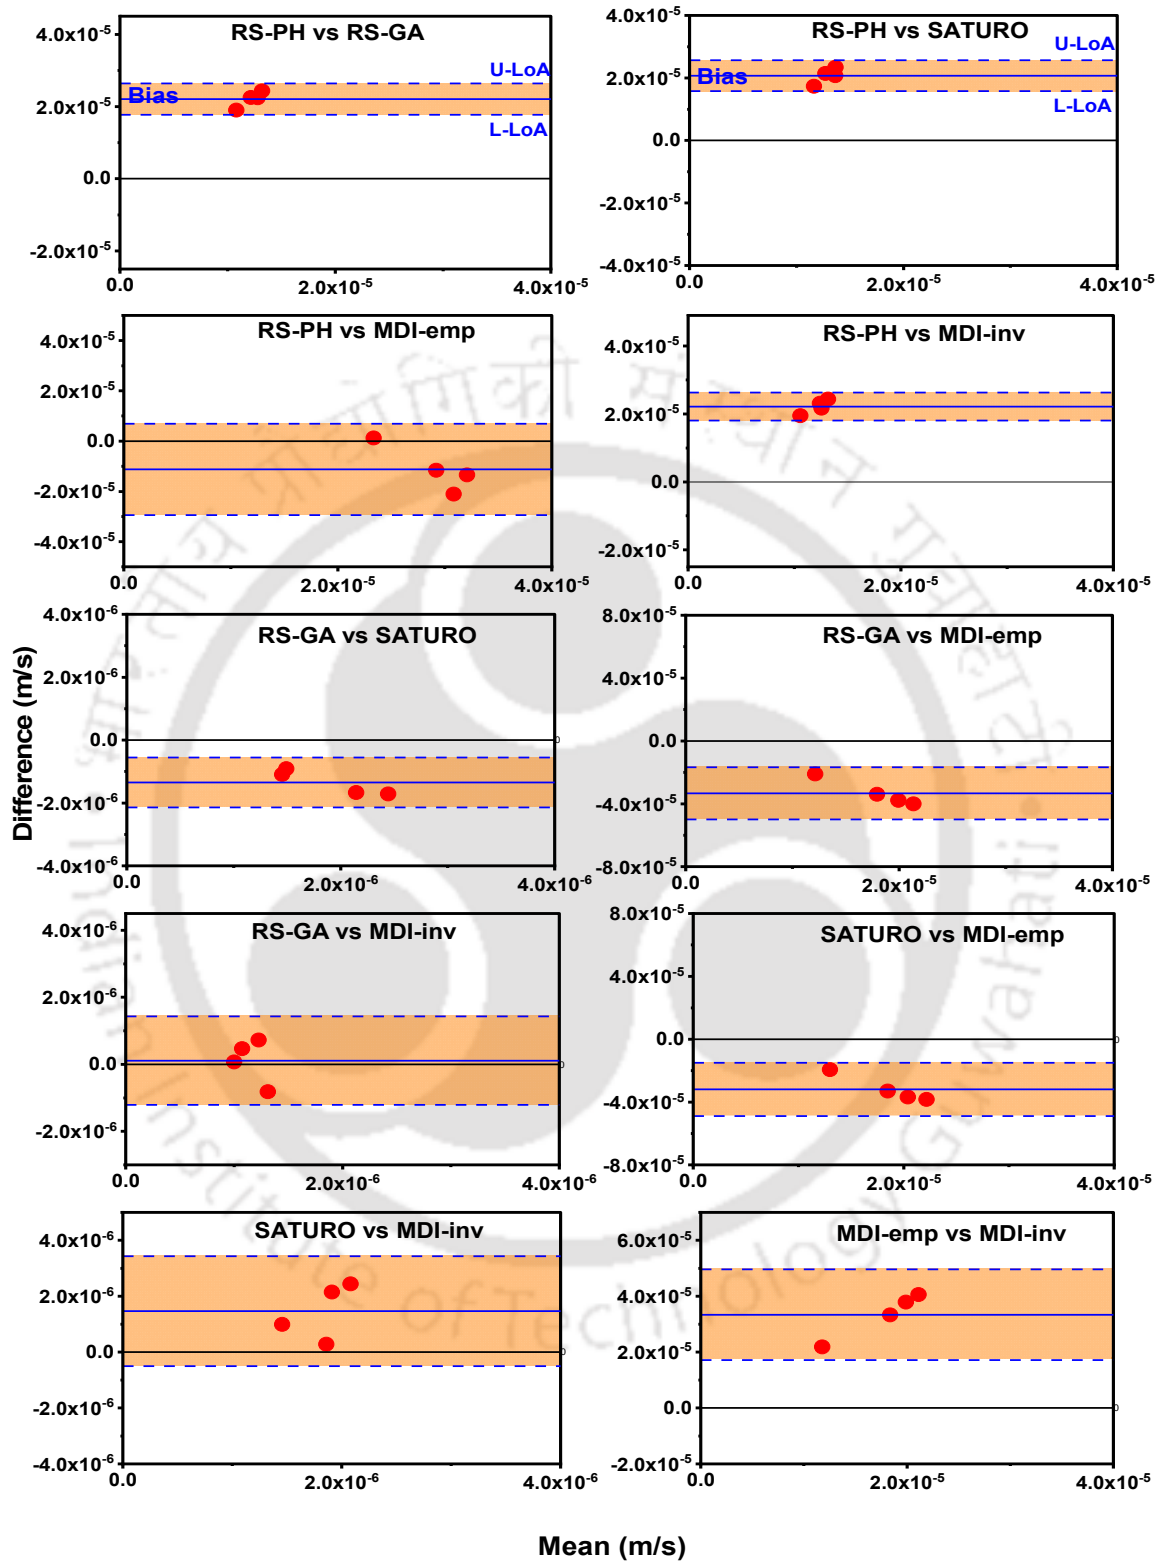 RS-PH vs RS-GA
4.0x10⁻⁵
2.0x10⁻⁵
0.0
-2.0x10⁻⁵
U-LoA
Bias
L-LoA
0.0 2.0x10⁻⁵ 4.0x10⁻⁵
RS-PH vs SATURO
4.0x10⁻⁵
2.0x10⁻⁵
0.0
-2.0x10⁻⁵
-4.0x10⁻⁵
U-LoA
Bias
L-LoA
0.0 2.0x10⁻⁵ 4.0x10⁻⁵
RS-PH vs MDI-emp
4.0x10⁻⁵
2.0x10⁻⁵
0.0
-2.0x10⁻⁵
-4.0x10⁻⁵
0.0 2.0x10⁻⁵ 4.0x10⁻⁵
RS-PH vs MDI-inv
4.0x10⁻⁵
2.0x10⁻⁵
0.0
-2.0x10⁻⁵
0.0 2.0x10⁻⁵ 4.0x10⁻⁵
Difference (m/s)
RS-GA vs SATURO
4.0x10⁻⁶
2.0x10⁻⁶
0.0
-2.0x10⁻⁶
-4.0x10⁻⁶
0
0.0 2.0x10⁻⁶ 4.0x10⁻⁶
RS-GA vs MDI-emp
8.0x10⁻⁵
4.0x10⁻⁵
0.0
-4.0x10⁻⁵
-8.0x10⁻⁵
0.0 2.0x10⁻⁵ 4.0x10⁻⁵
RS-GA vs MDI-inv
4.0x10⁻⁶
2.0x10⁻⁶
0.0
-2.0x10⁻⁶
0
0.0 2.0x10⁻⁶ 4.0x10⁻⁶
SATURO vs MDI-emp
8.0x10⁻⁵
4.0x10⁻⁵
0.0
-4.0x10⁻⁵
-8.0x10⁻⁵
0
0.0 2.0x10⁻⁵ 4.0x10⁻⁵
SATURO vs MDI-inv
4.0x10⁻⁶
2.0x10⁻⁶
0.0
-2.0x10⁻⁶
-4.0x10⁻⁶
0
0.0 2.0x10⁻⁶ 4.0x10⁻⁶
MDI-emp vs MDI-inv
6.0x10⁻⁵
4.0x10⁻⁵
2.0x10⁻⁵
0.0
-2.0x10⁻⁵
0
0.0 2.0x10⁻⁵ 4.0x10⁻⁵
Mean (m/s)
Indian Institute of Technology Guwahati